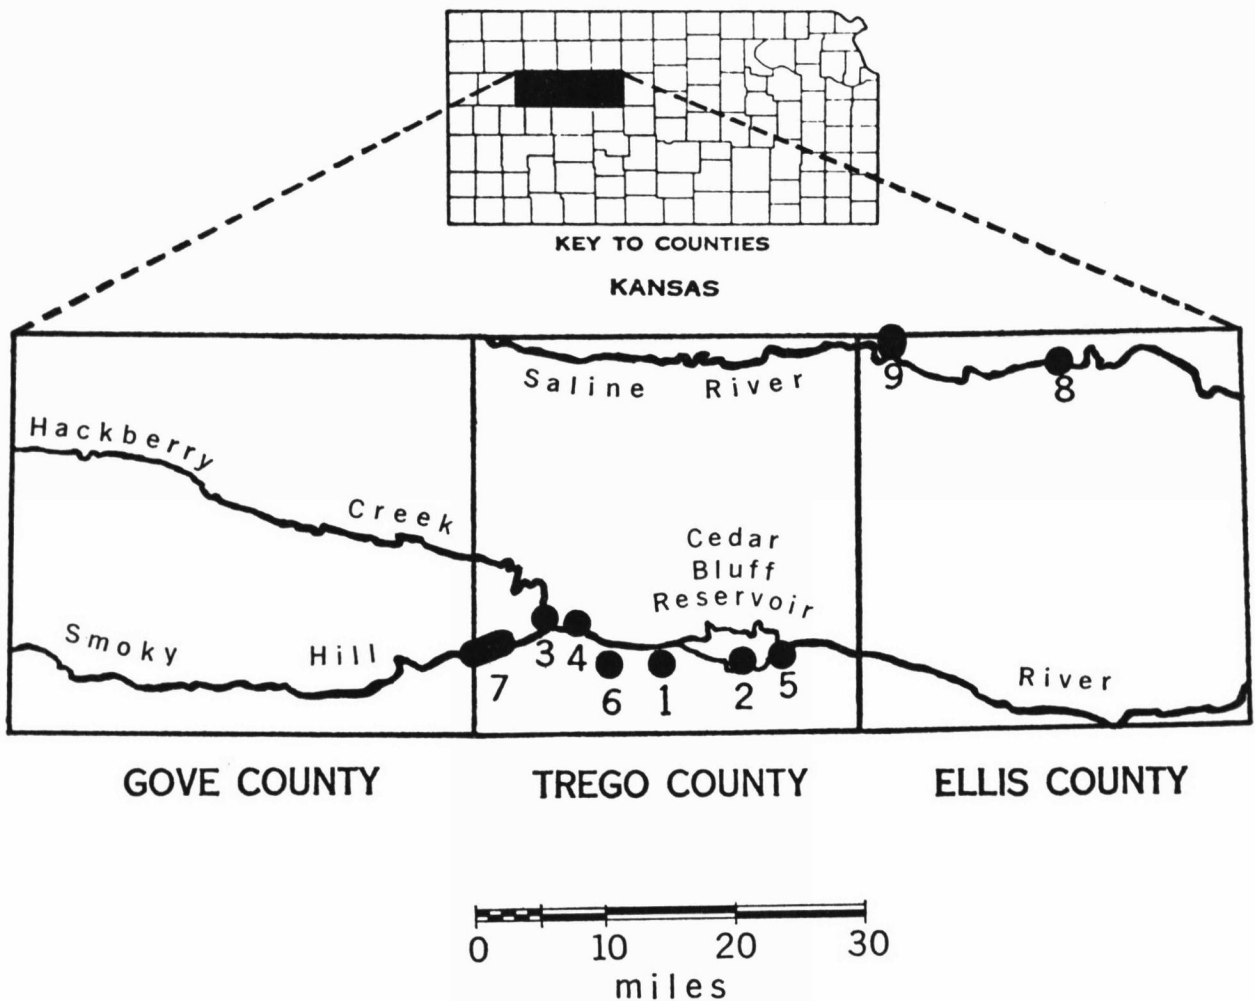 KEY TO COUNTIES
KANSAS
Saline River
9
8
Hackberry
Creek
Cedar
Bluff
Reservoir
Smoky Hill
River
3
4
7
6
1
2
5
GOVE COUNTY
TREGO COUNTY
ELLIS COUNTY
0 10 20 30
miles